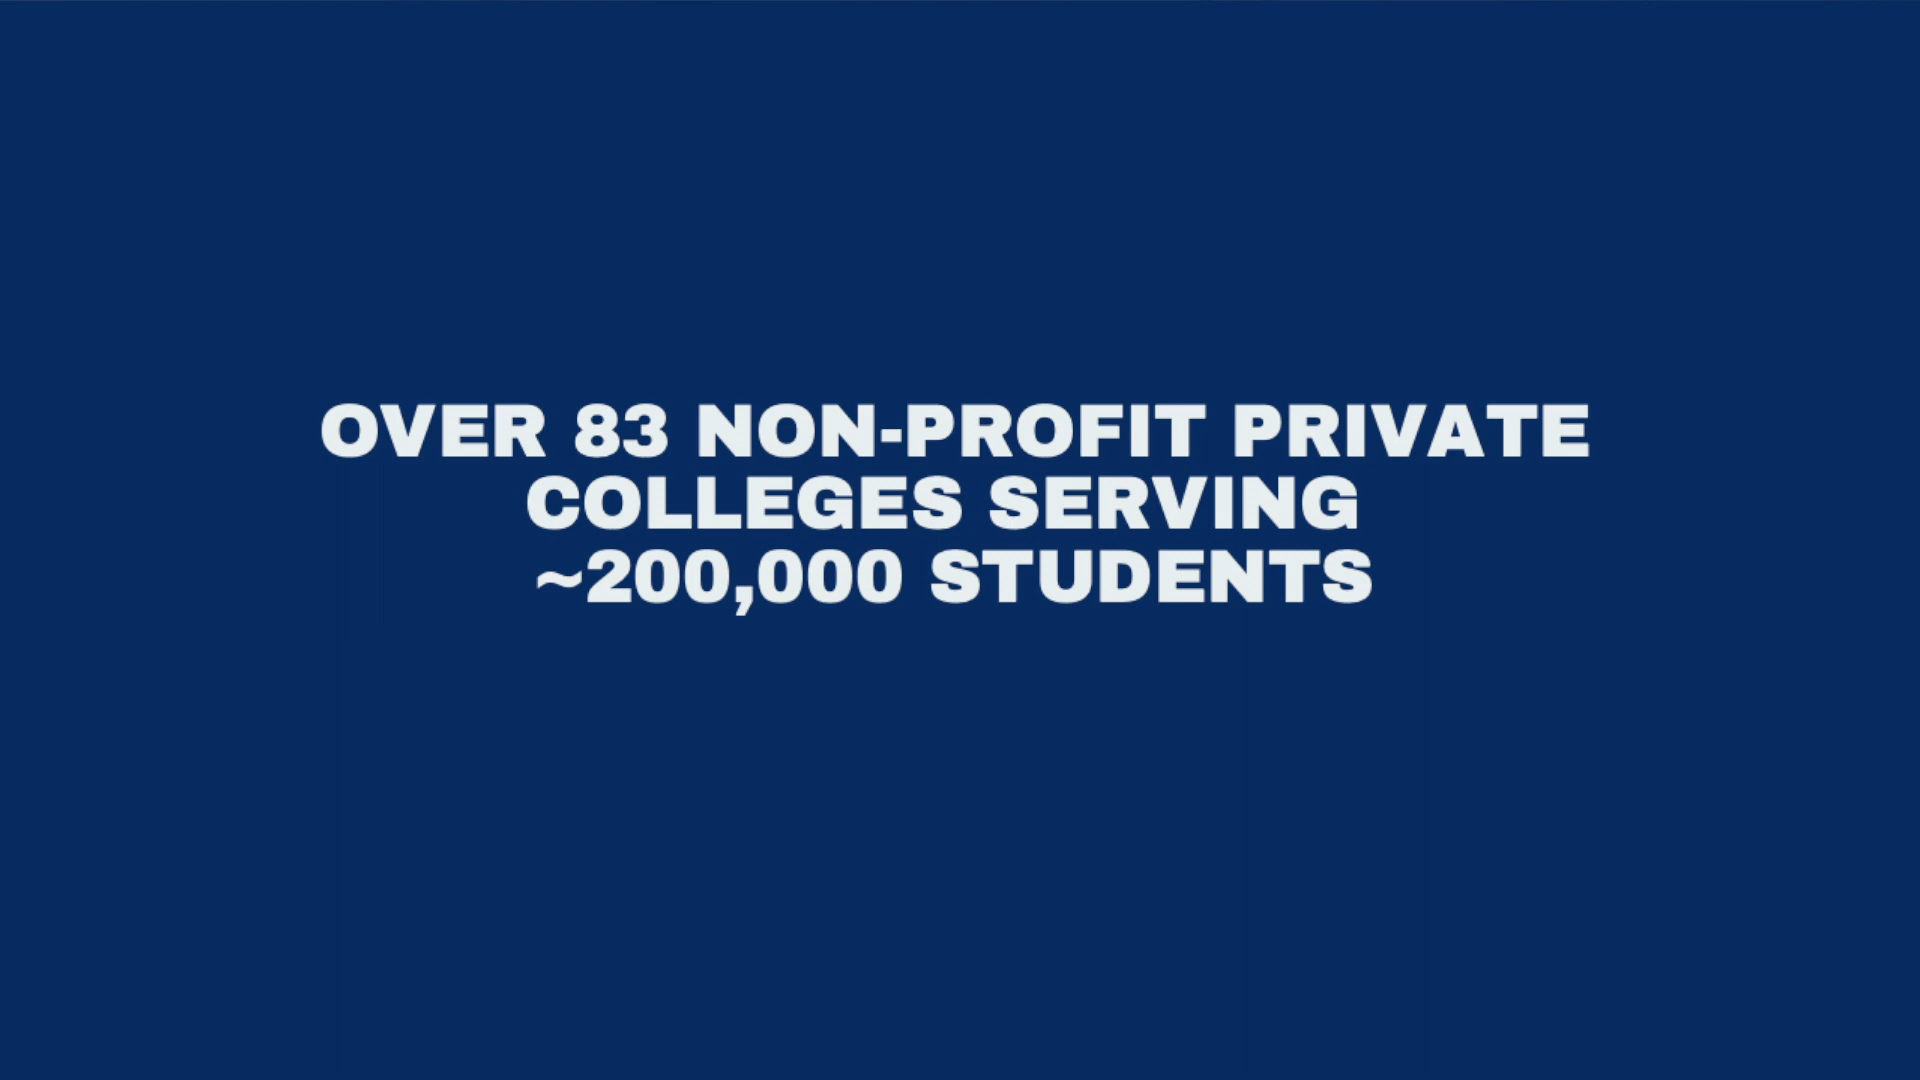 OVER 83 NON-PROFIT PRIVATE
COLLEGES SERVING
~200,000 STUDENTS